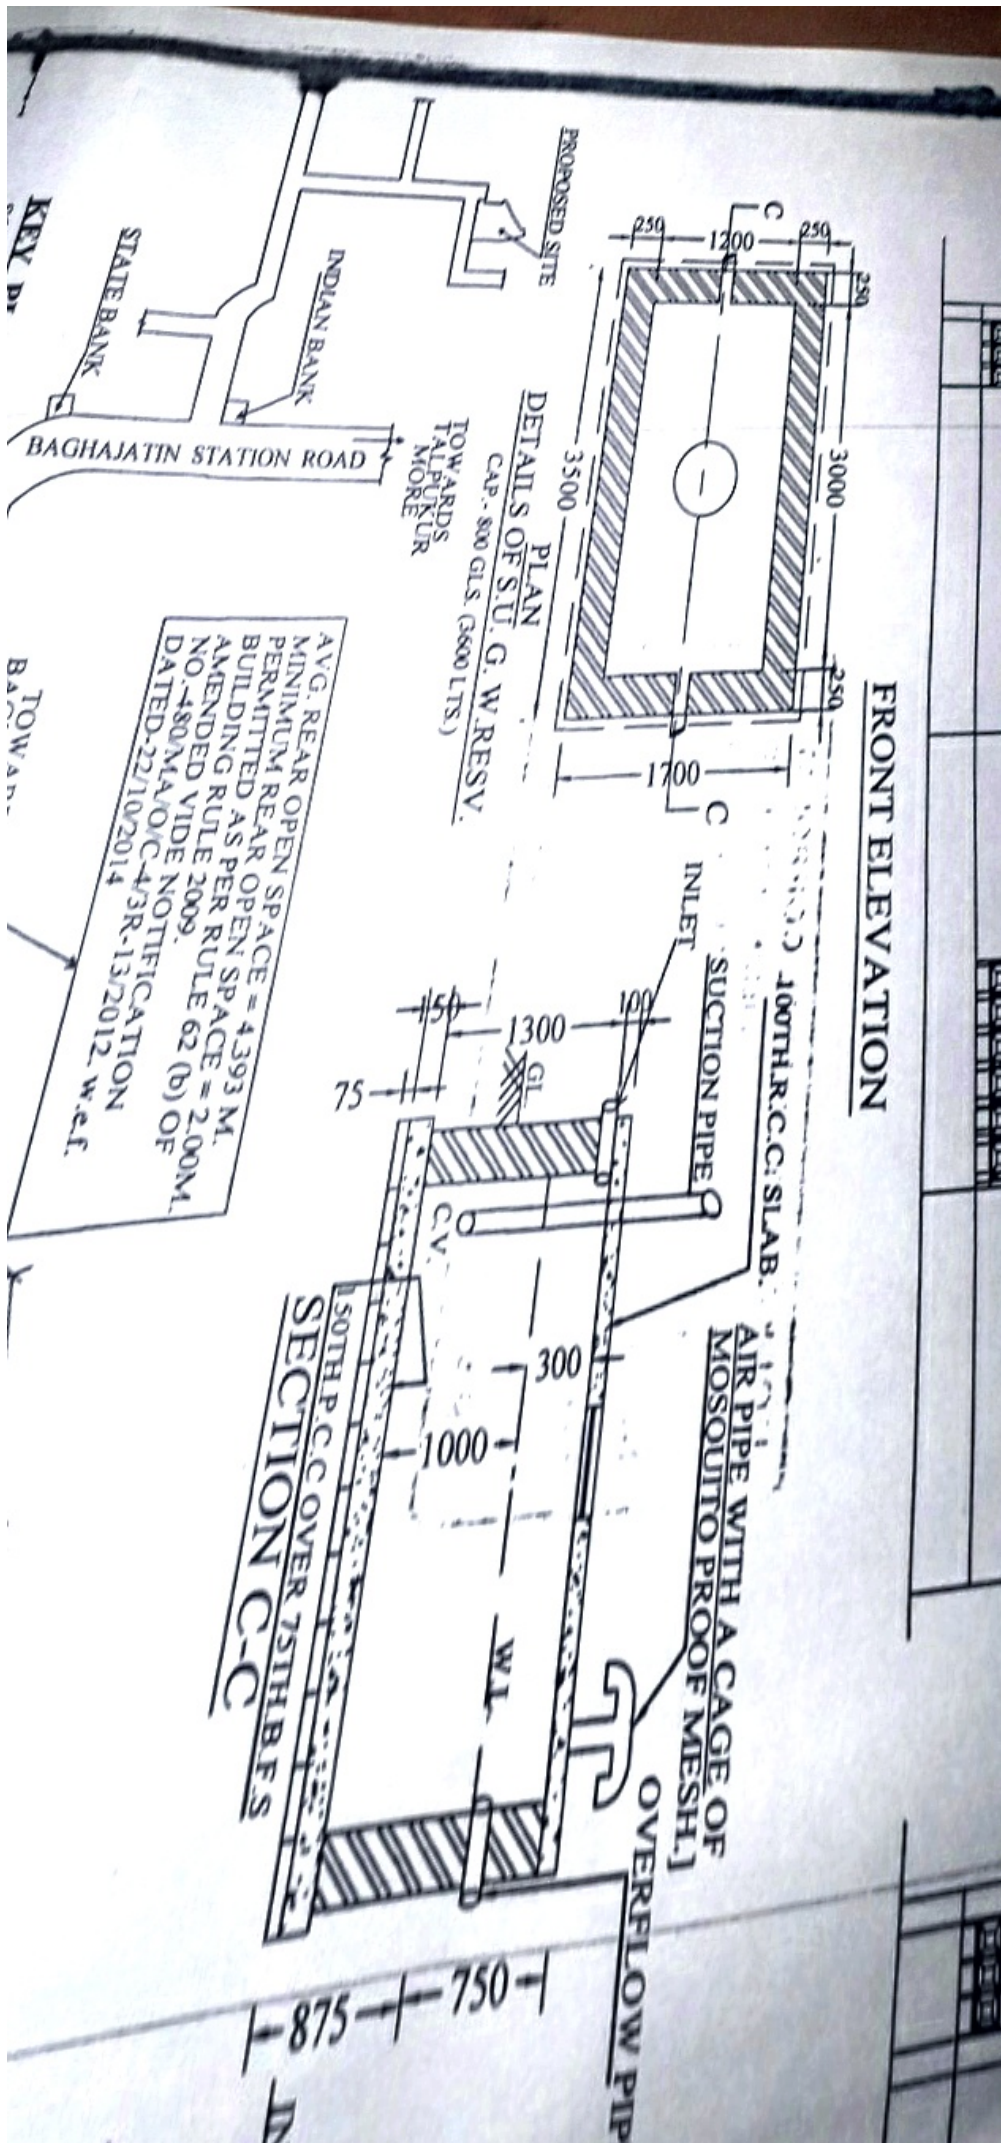 FRONT ELEVATION
C
250
1200
250
250
3000
3500
250
1700
C
PLAN
DETAILS OF S.U. G. W.RESV.
CAP.- 800 GLS. (3600 LTS.)
PROPOSED SITE
INDIAN BANK
STATE BANK
BAGHAJATIN STATION ROAD
TOWARDS
TALPUKUR
MORE
KEY
AVG. REAR OPEN SPACE = 4.393 M.
MINIMUM REAR OPEN SPACE = 2.00M.
PERMITTED AS PER RULE 62 (b) OF
BUILDING RULE 2009.
AMENDED VIDE NOTIFICATION
NO.-480/MA/O/C-4/3R-13/2012 w.e.f.
DATED-22/10/2014
100TH.R.C.C. SLAB.
INLET
SUCTION PIPE
100
1300
75
G.L.
C.V.
300
1000
W.L
AIR PIPE WITH A CAGE OF
MOSQUITO PROOF MESH.]
OVERFLOW PIP
150TH.P.C.C OVER 75TH.B.F.S
SECTION C-C
750
875